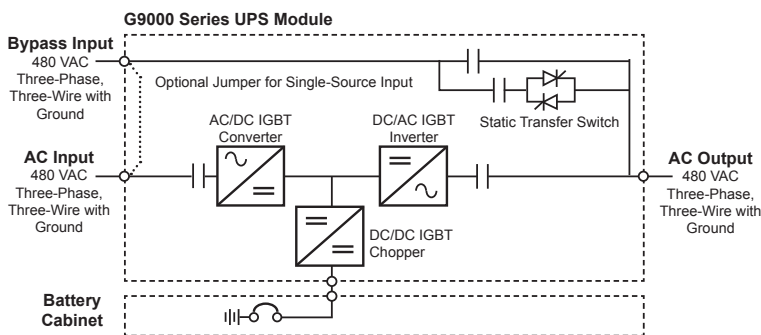 G9000 Series UPS Module
Bypass Input
480 VAC
Three-Phase,
Three-Wire with
Ground
Optional Jumper for Single-Source Input
Static Transfer Switch
AC/DC IGBT
Converter
DC/AC IGBT
Inverter
AC Input
480 VAC
Three-Phase,
Three-Wire with
Ground
AC Output
480 VAC
Three-Phase,
Three-Wire with
Ground
DC/DC IGBT
Chopper
Battery
Cabinet